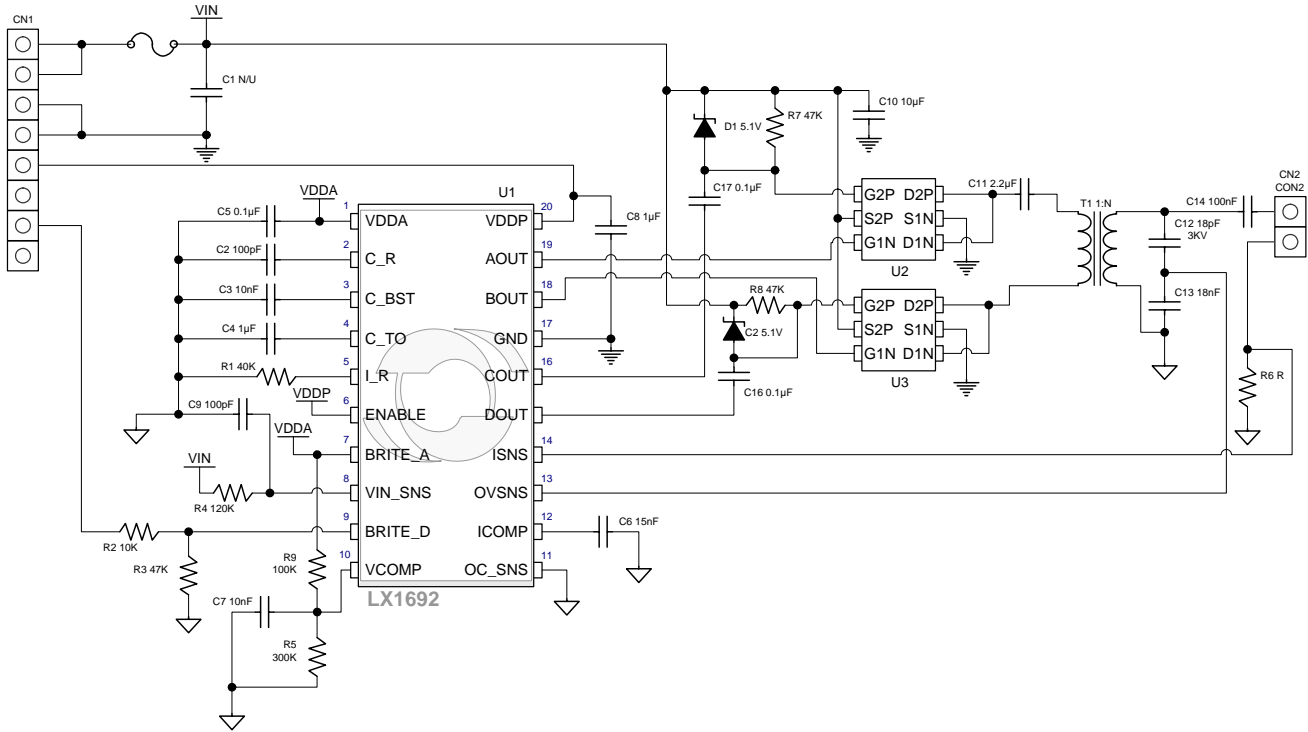 CN1
VIN
C1 N/U
D1 5.1V
R7 47K
C10 10µF
C17 0.1µF
C11 2.2µF
T1 1:N
C14 100nF
CN2
CON2
C12 18pF
3KV
C13 18nF
R6 R
G2P D2P
S2P S1N
G1N D1N
U2
G2P D2P
S2P S1N
G1N D1N
U3
R8 47K
C2 5.1V
C16 0.1µF
VDDA
U1
C5 0.1µF
1 VDDA VDDP 20
C8 1µF
C2 100pF
2 C_R AOUT 19
C3 10nF
3 C_BST BOUT 18
C4 1µF
4 C_TO GND 17
R1 40K
5 I_R COUT 16
VDDP
C9 100pF
6 ENABLE DOUT
VDDA
7 BRITE_A ISNS 14
VIN
R4 120K
8 VIN_SNS OVSNS 13
R2 10K
9 BRITE_D ICOMP 12
C6 15nF
R3 47K
R9
100K
10 VCOMP OC_SNS 11
LX1692
C7 10nF
R5
300K